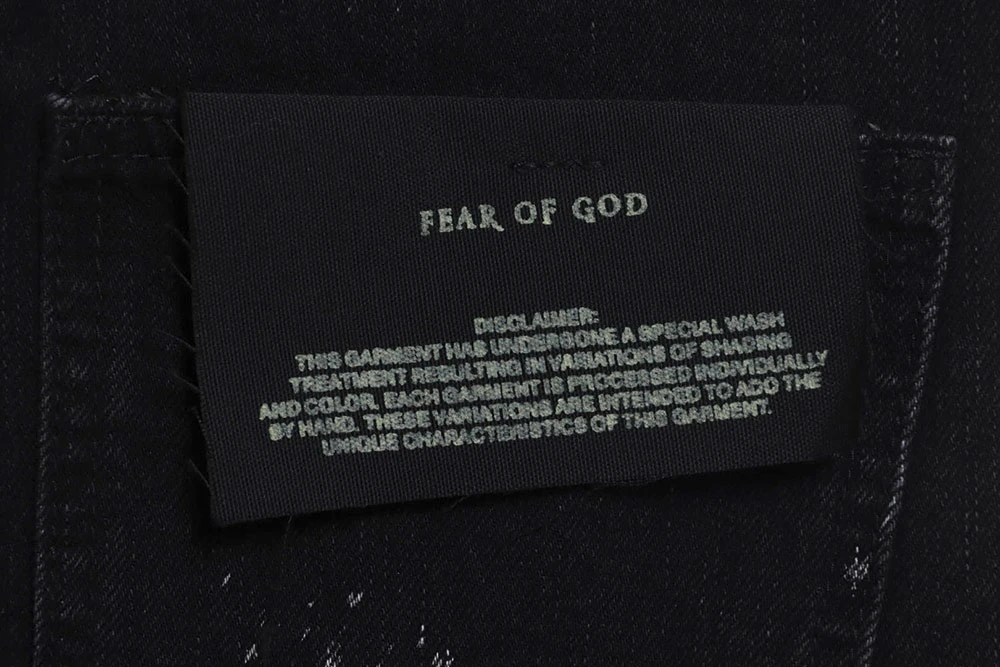 FEAR OF GOD
DISCLAIMER:
THIS GARMENT HAS UNDERGONE A SPECIAL WASH
TREATMENT RESULTING IN VARIATIONS OF SHADING
AND COLOR. EACH GARMENT IS PROCESSED INDIVIDUALLY
BY HAND. THESE VARIATIONS ARE INTENDED TO ADD THE
UNIQUE CHARACTERISTICS OF THIS GARMENT.